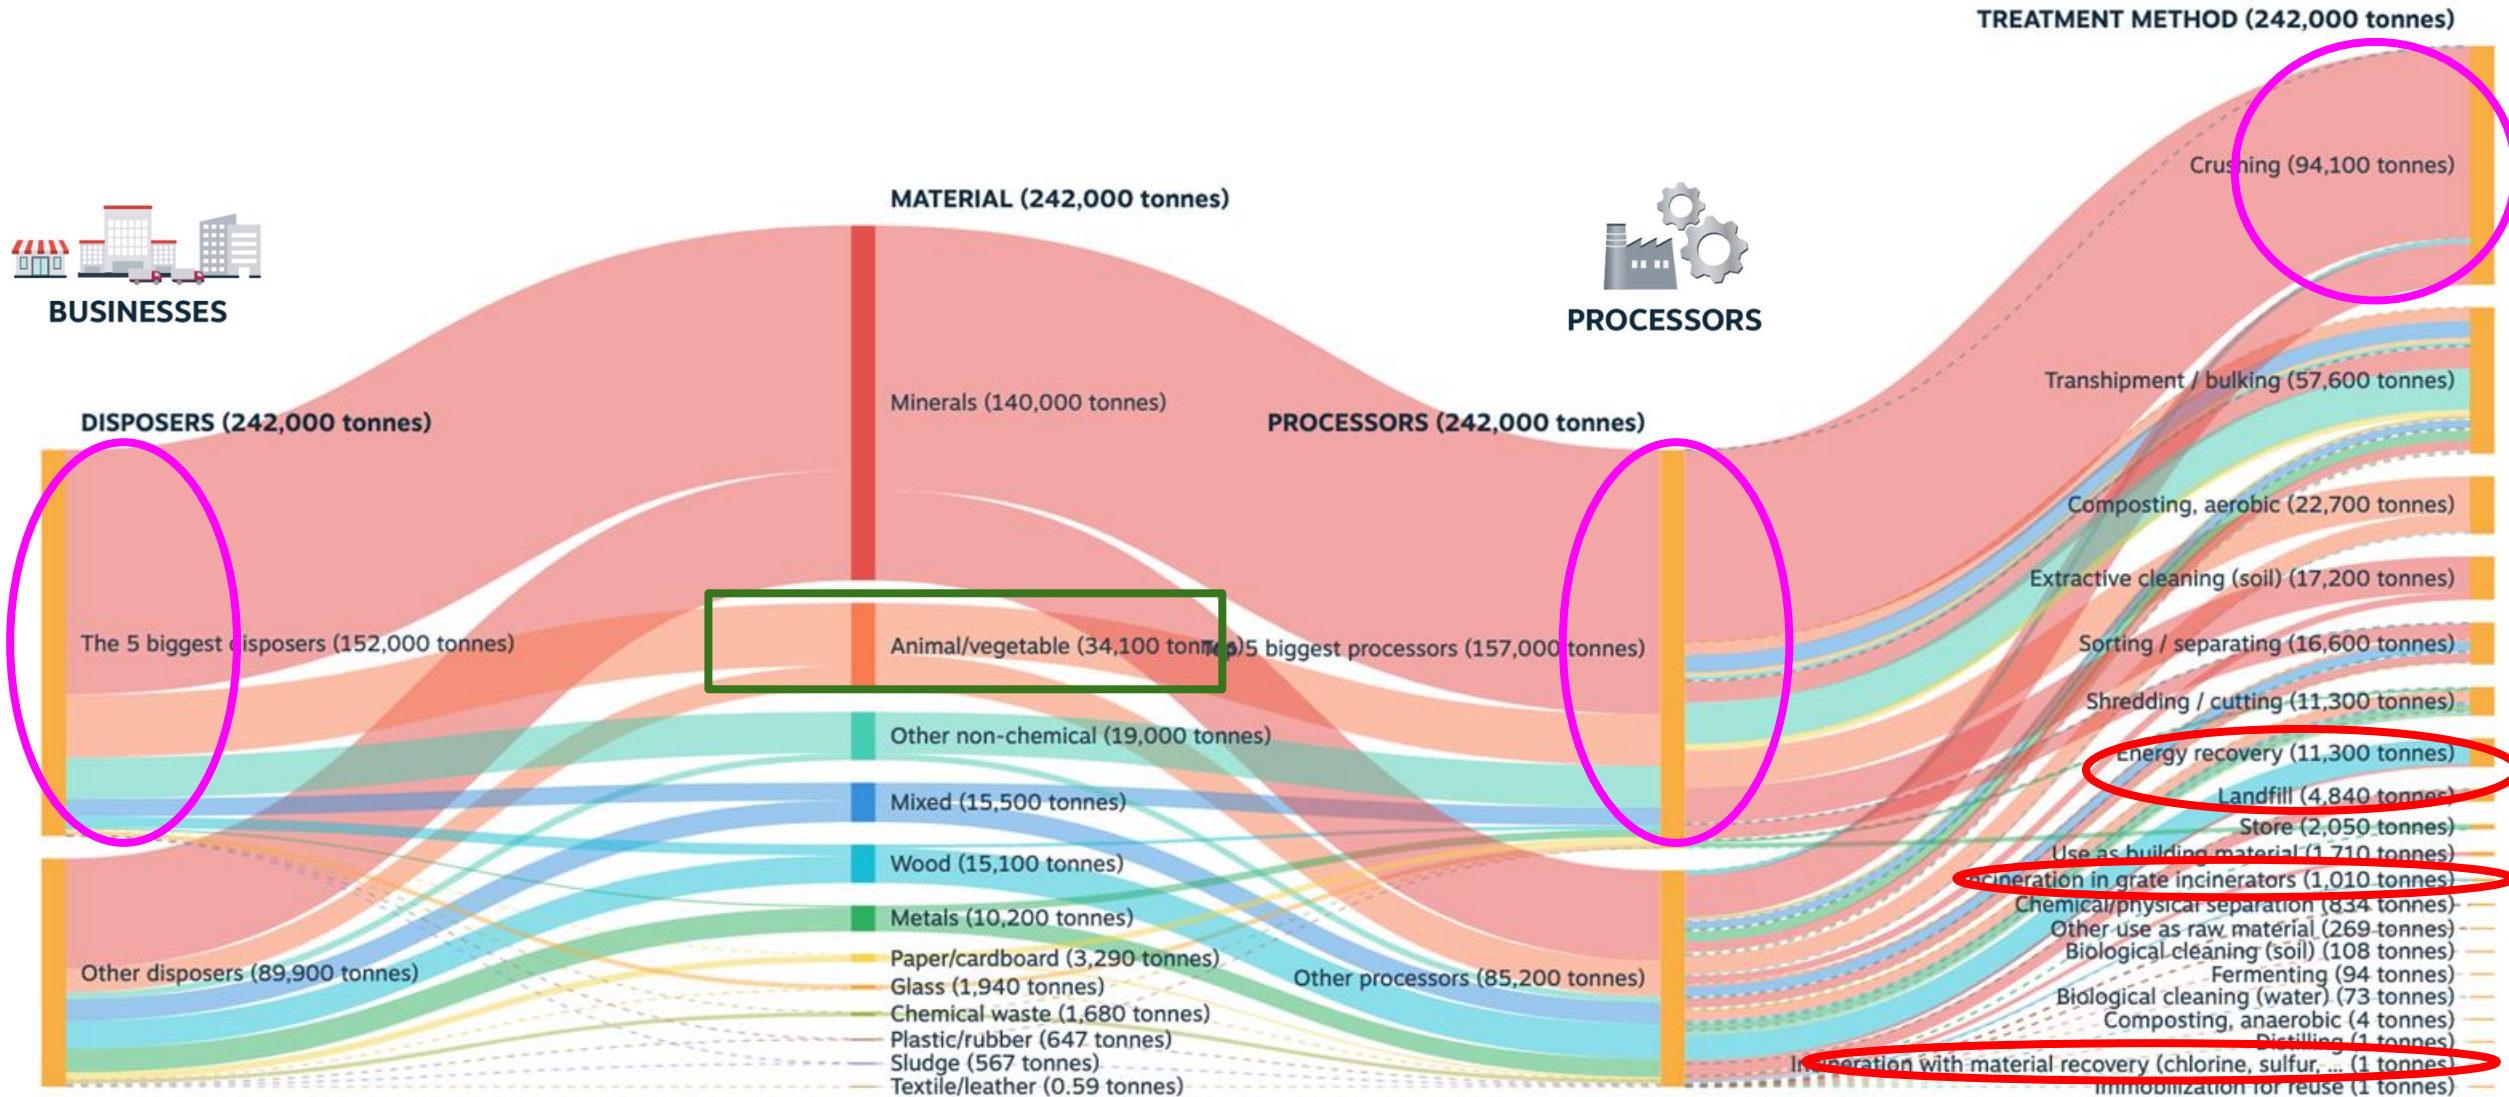 TREATMENT METHOD (242,000 tonnes)
Crushing (94,100 tonnes)
MATERIAL (242,000 tonnes)
BUSINESSES
PROCESSORS
Transhipment / bulking (57,600 tonnes)
Minerals (140,000 tonnes)
DISPOSERS (242,000 tonnes)
PROCESSORS (242,000 tonnes)
Composting, aerobic (22,700 tonnes)
Extractive cleaning (soil) (17,200 tonnes)
The 5 biggest disposers (152,000 tonnes)
Animal/vegetable (34,100 tonnes)
Top 5 biggest processors (157,000 tonnes)
Sorting / separating (16,600 tonnes)
Shredding / cutting (11,300 tonnes)
Other non-chemical (19,000 tonnes)
Energy recovery (11,300 tonnes)
Mixed (15,500 tonnes)
Landfill (4,840 tonnes)
Store (2,050 tonnes)
Use as building material (1,710 tonnes)
Wood (15,100 tonnes)
Incineration in grate incinerators (1,010 tonnes)
Chemical/physical separation (834 tonnes)
Metals (10,200 tonnes)
Other use as raw material (269 tonnes)
Biological cleaning (soil) (108 tonnes)
Paper/cardboard (3,290 tonnes)
Other disposers (89,900 tonnes)
Other processors (85,200 tonnes)
Fermenting (94 tonnes)
Glass (1,940 tonnes)
Biological cleaning (water) (73 tonnes)
Chemical waste (1,680 tonnes)
Composting, anaerobic (4 tonnes)
Plastic/rubber (647 tonnes)
Distilling (1 tonnes)
Sludge (567 tonnes)
Incineration with material recovery (chlorine, sulfur, ... (1 tonnes)
Textile/leather (0.59 tonnes)
Immobilization for reuse (1 tonnes)